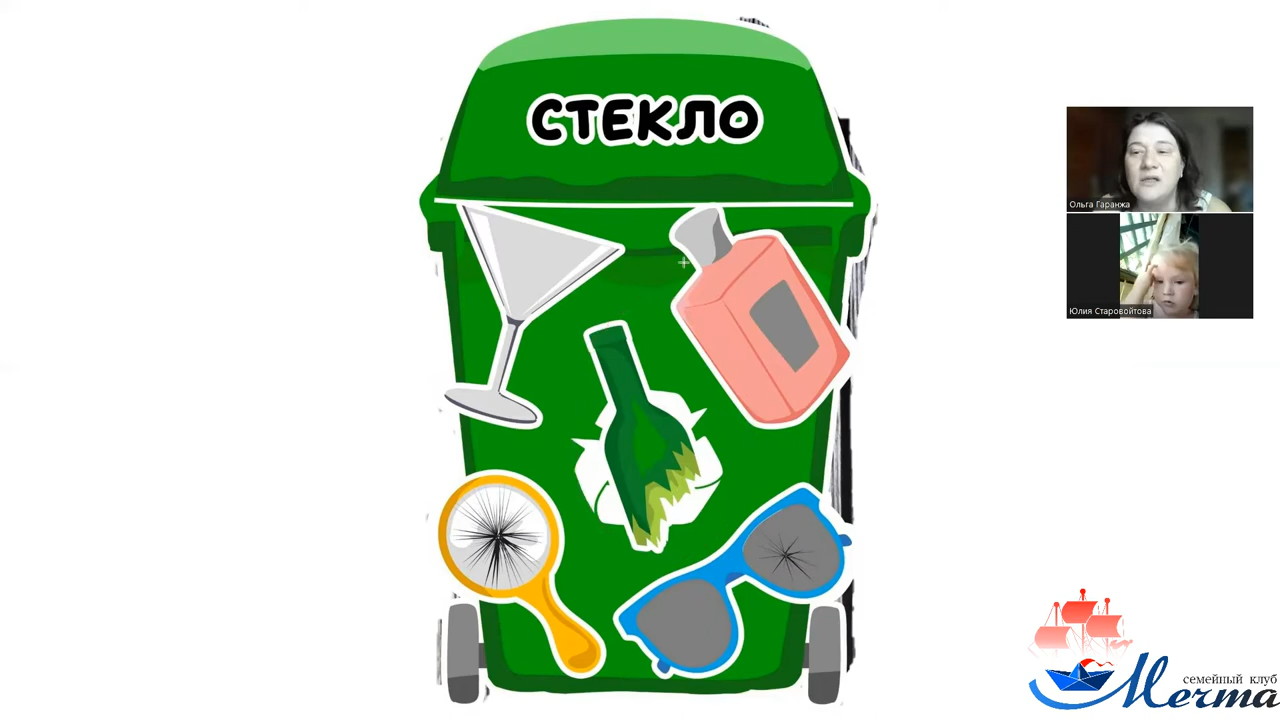 СТЕКЛО
Ольга Гаранжа
Юлия Старовойтова
семейный клуб
Мечта